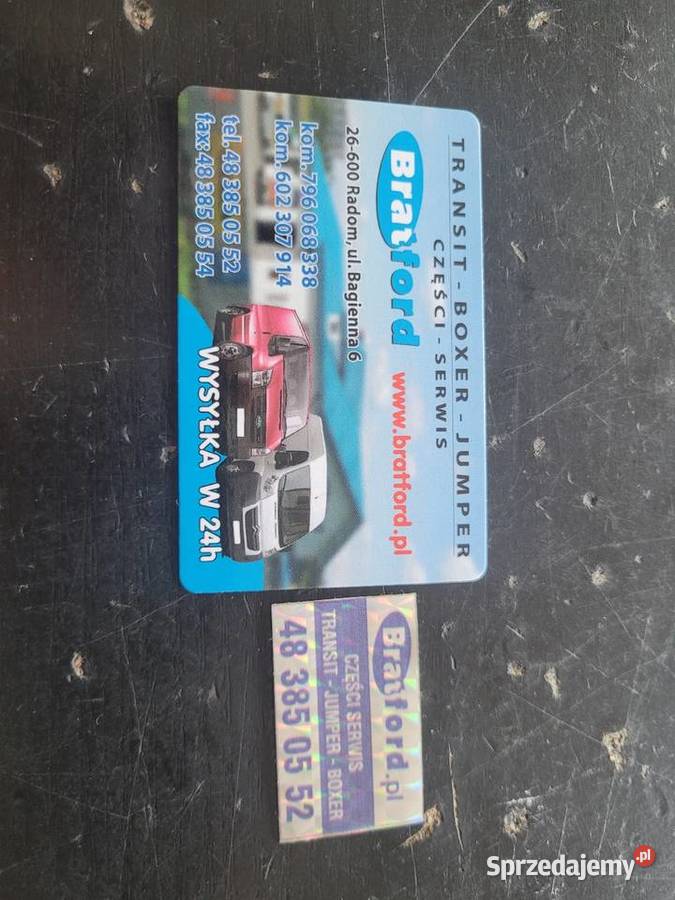 TRANSIT - BOXER - JUMPER
CZĘŚCI - SERWIS
Bratford www.bratford.pl
26-600 Radom, ul. Bagienna 6
kom. 796 068 338
kom. 602 307 914
tel. 48 385 05 52
fax: 48 385 05 54
WYSYŁKA W 24h
Bratford.pl
CZĘŚCI SERWIS
TRANSIT - JUMPER - BOXER
48 385 05 52
Sprzedajemy.pl